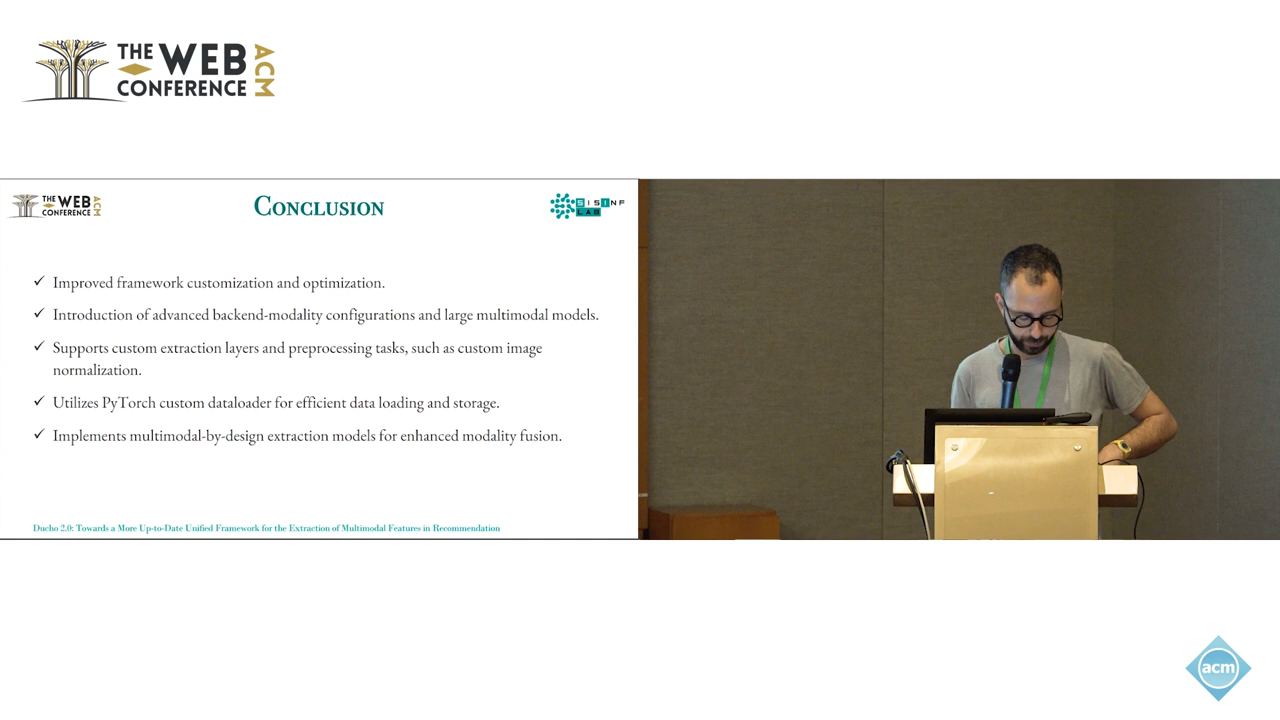 THE WEB
CONFERENCE
ACM
THE WEB
CONFERENCE
ACM
CONCLUSION
SISINF
LAB
✓ Improved framework customization and optimization.
✓ Introduction of advanced backend-modality configurations and large multimodal models.
✓ Supports custom extraction layers and preprocessing tasks, such as custom image
normalization.
✓ Utilizes PyTorch custom dataloader for efficient data loading and storage.
✓ Implements multimodal-by-design extraction models for enhanced modality fusion.
Ducho 2.0: Towards a More Up-to-Date Unified Framework for the Extraction of Multimodal Features in Recommendation
acm